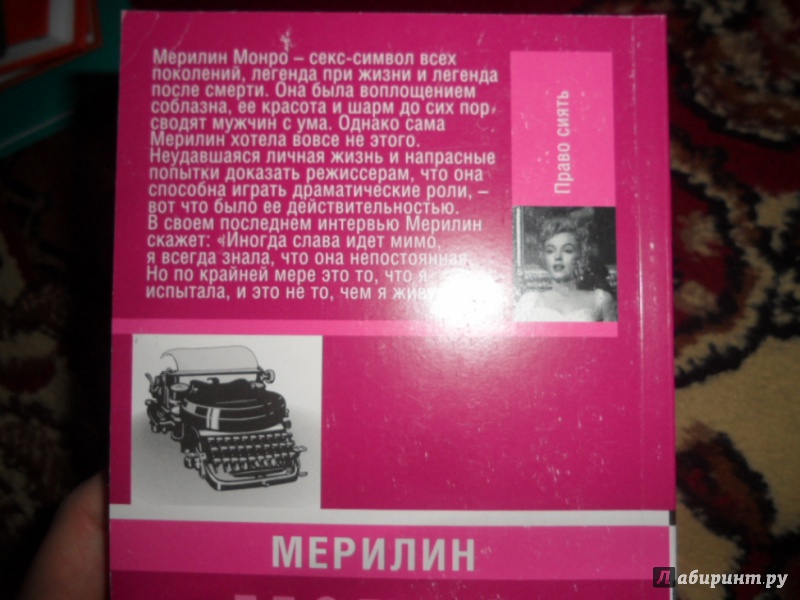 Мерилин Монро – секс-символ всех
поколений, легенда при жизни и легенда
после смерти. Она была воплощением
соблазна, ее красота и шарм до сих пор
сводят мужчин с ума. Однако сама
Мерилин хотела вовсе не этого.
Неудавшаяся личная жизнь и напрасные
попытки доказать режиссерам, что она
способна играть драматические роли, –
вот что было ее действительностью.
В своем последнем интервью Мерилин
скажет: «Иногда слава идет мимо,
я всегда знала, что она непостоянная.
Но по крайней мере это то, что я
испытала, и это не то, чем я
Право сиять
МЕРИЛИН
Лабиринт.ру